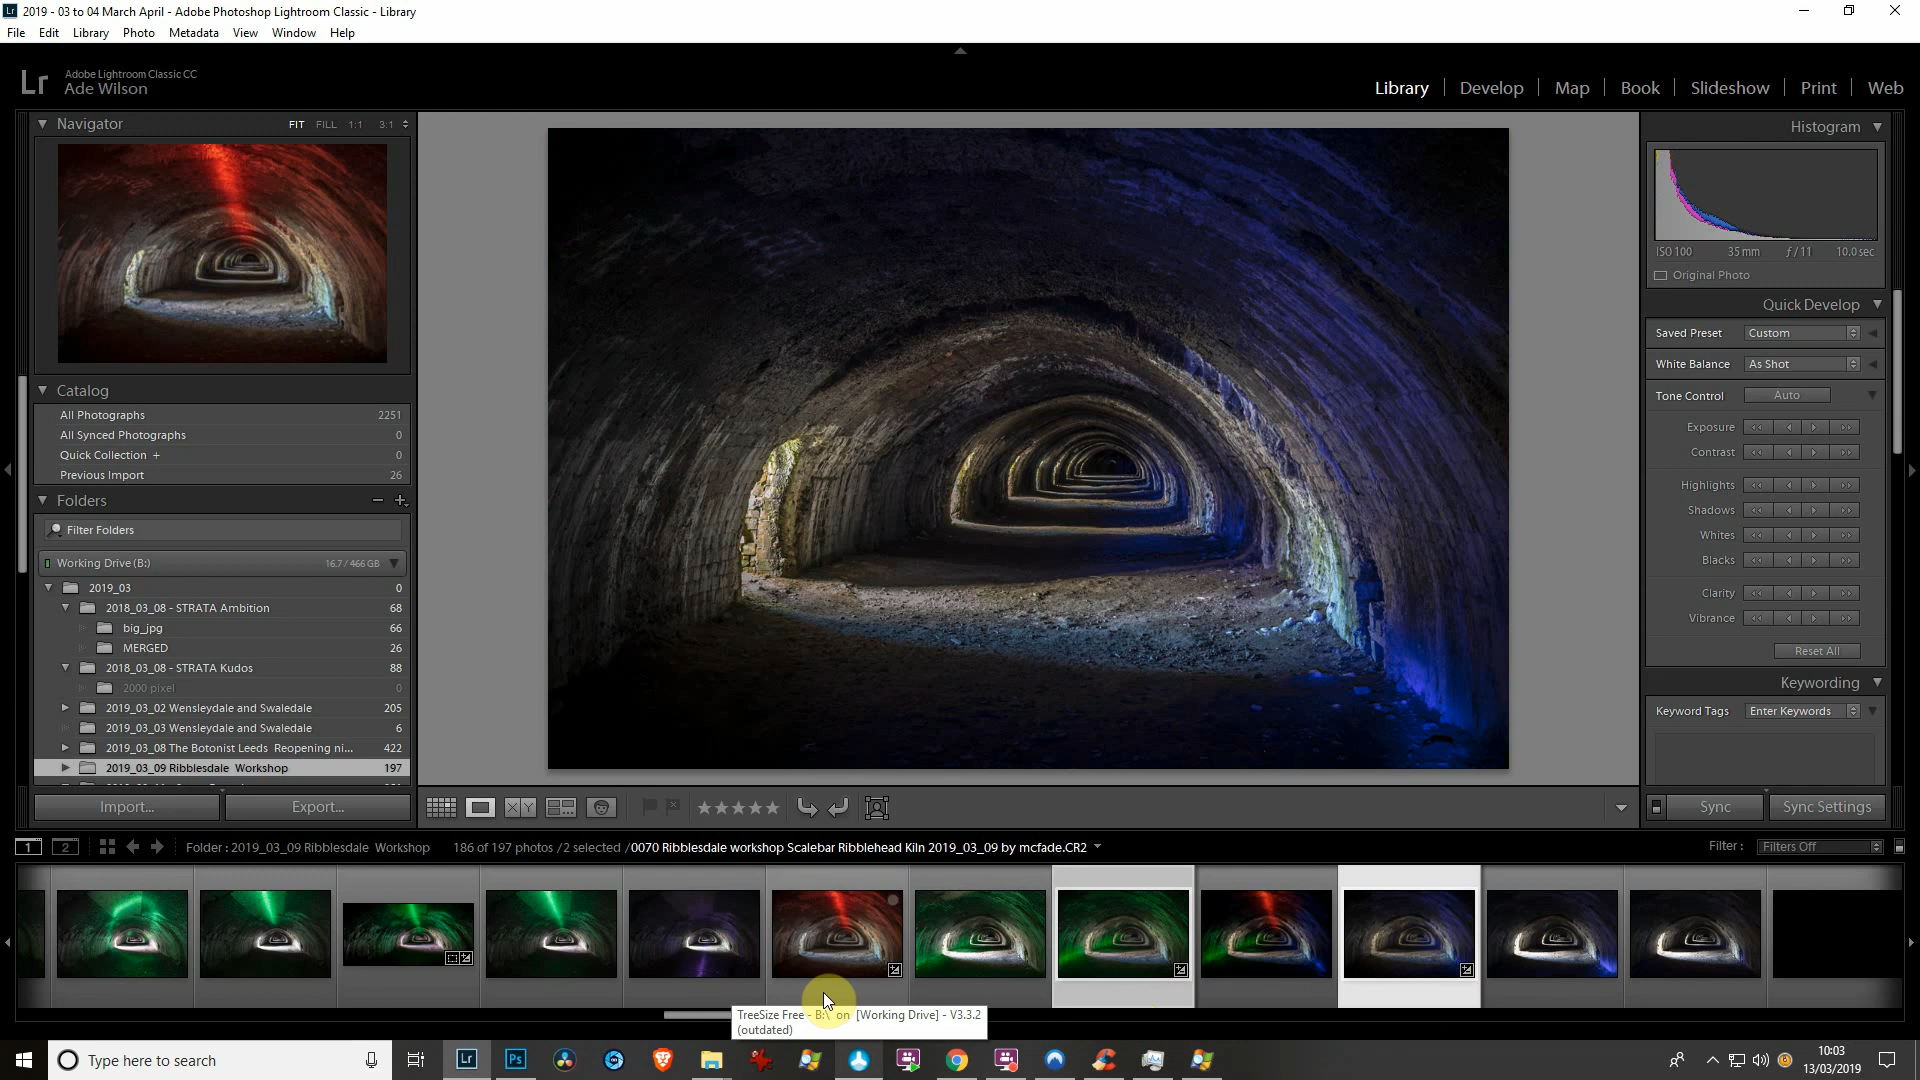 2019 - 03 to 04 March April - Adobe Photoshop Lightroom Classic - Library
File Edit Library Photo Metadata View Window Help
Lr
Adobe Lightroom Classic CC
Ade Wilson
Library Develop Map Book Slideshow Print Web
Navigator FIT FILL 1:1 3:1
Histogram
ISO 100 35 mm f / 11 10.0 sec
Original Photo
Quick Develop
Saved Preset Custom
White Balance As Shot
Tone Control Auto
Exposure
Contrast
Highlights
Shadows
Whites
Blacks
Clarity
Vibrance
Reset All
Keywording
Keyword Tags Enter Keywords
Catalog
All Photographs 2251
All Synced Photographs 0
Quick Collection + 0
Previous Import 26
Folders
Filter Folders
Working Drive (B:) 16.7 / 466 GB
2019_03 0
2018_03_08 - STRATA Ambition 68
big_jpg 66
MERGED 26
2018_03_08 - STRATA Kudos 88
2000 pixel 0
2019_03_02 Wensleydale and Swaledale 205
2019_03_03 Wensleydale and Swaledale 6
2019_03_08 The Botonist Leeds Reopening ni... 422
2019_03_09 Ribblesdale Workshop 197
Import... Export...
X Y
Sync Sync Settings
1 2 Folder : 2019_03_09 Ribblesdale Workshop 186 of 197 photos / 2 selected / 0070 Ribblesdale workshop Scalebar Ribblehead Kiln 2019_03_09 by mcfade.CR2
Filter : Filters Off
TreeSize Free - B:\ on [Working Drive] - V3.3.2
(outdated)
Type here to search
Lr
Ps
10:03
13/03/2019